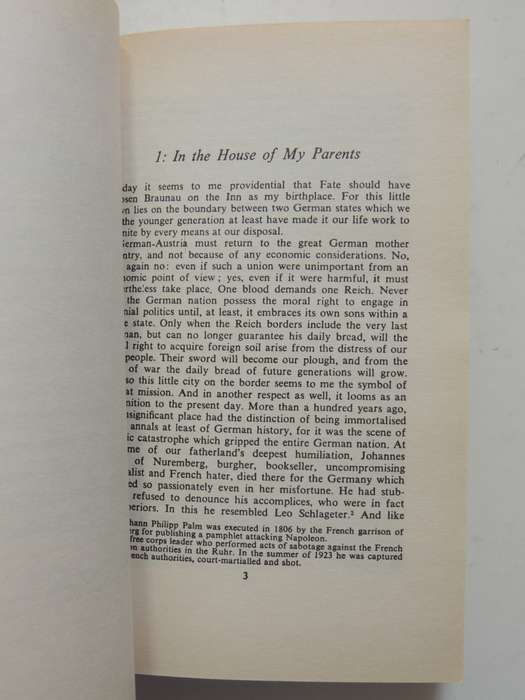 1: In the House of My Parents
day it seems to me providential that Fate should have
osen Braunau on the Inn as my birthplace. For this little
n lies on the boundary between two German states which we
the younger generation at least have made it our life work to
nite by every means at our disposal.
German-Austria must return to the great German mother
ntry, and not because of any economic considerations. No,
again no: even if such a union were unimportant from an
nomic point of view; yes, even if it were harmful, it must
ertheless take place. One blood demands one Reich. Never
the German nation possess the moral right to engage in
nial politics until, at least, it embraces its own sons within a
e state. Only when the Reich borders include the very last
man, but can no longer guarantee his daily bread, will the
l right to acquire foreign soil arise from the distress of our
people. Their sword will become our plough, and from the
of war the daily bread of future generations will grow.
so this little city on the border seems to me the symbol of
at mission. And in another respect as well, it looms as an
nition to the present day. More than a hundred years ago,
nsignificant place had the distinction of being immortalised
annals at least of German history, for it was the scene of
ic catastrophe which gripped the entire German nation. At
me of our fatherland's deepest humiliation, Johannes
of Nuremberg, burgher, bookseller, uncompromising
alist and French hater, died there for the Germany which
ed so passionately even in her misfortune. He had stub-
refused to denounce his accomplices, who were in fact
periors. In this he resembled Leo Schlageter.² And like
hann Philipp Palm was executed in 1806 by the French garrison of
rg for publishing a pamphlet attacking Napoleon.
free corps leader who performed acts of sabotage against the French
n authorities in the Ruhr. In the summer of 1923 he was captured
ench authorities, court-martialled and shot.
3